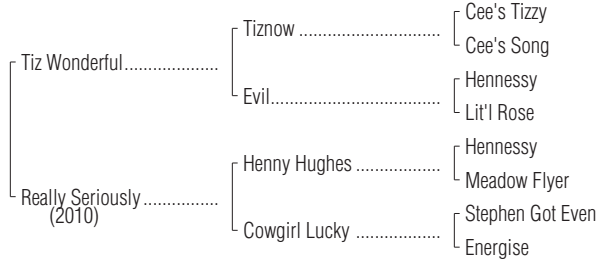 Cee's Tizzy
Tiznow ..............................
Cee's Song
Tiz Wonderful....................
Hennessy
Evil....................................
Lit'l Rose
Hennessy
Henny Hughes ..................
Meadow Flyer
Really Seriously ................
(2010)
Stephen Got Even
Cowgirl Lucky ..................
Energise